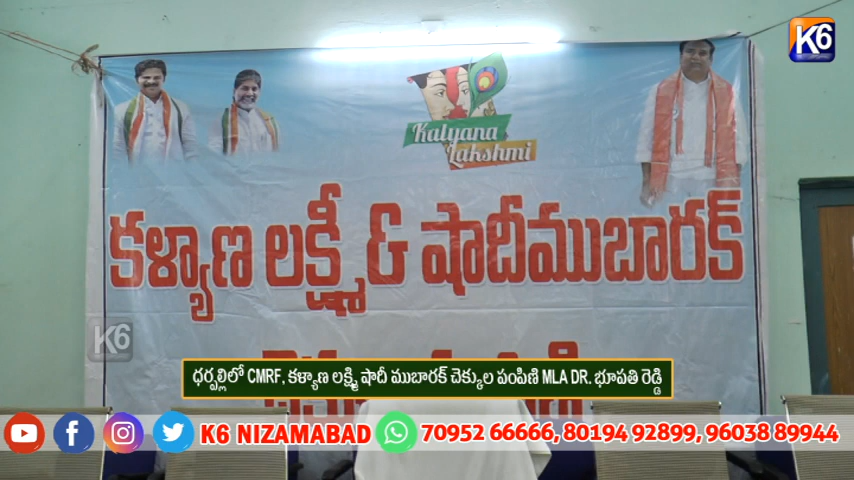 K6
Kalyana
Lakshmi
కళ్యాణ లక్ష్మీ & షాదీముబారక్
K6
ధర్పల్లిలో CMRF, కళ్యాణ లక్ష్మి షాదీ ముబారక్ చెక్కుల పంపిణి MLA DR. భూపతి రెడ్డి
K6 NIZAMABAD 70952 66666, 80194 92899, 96038 89944